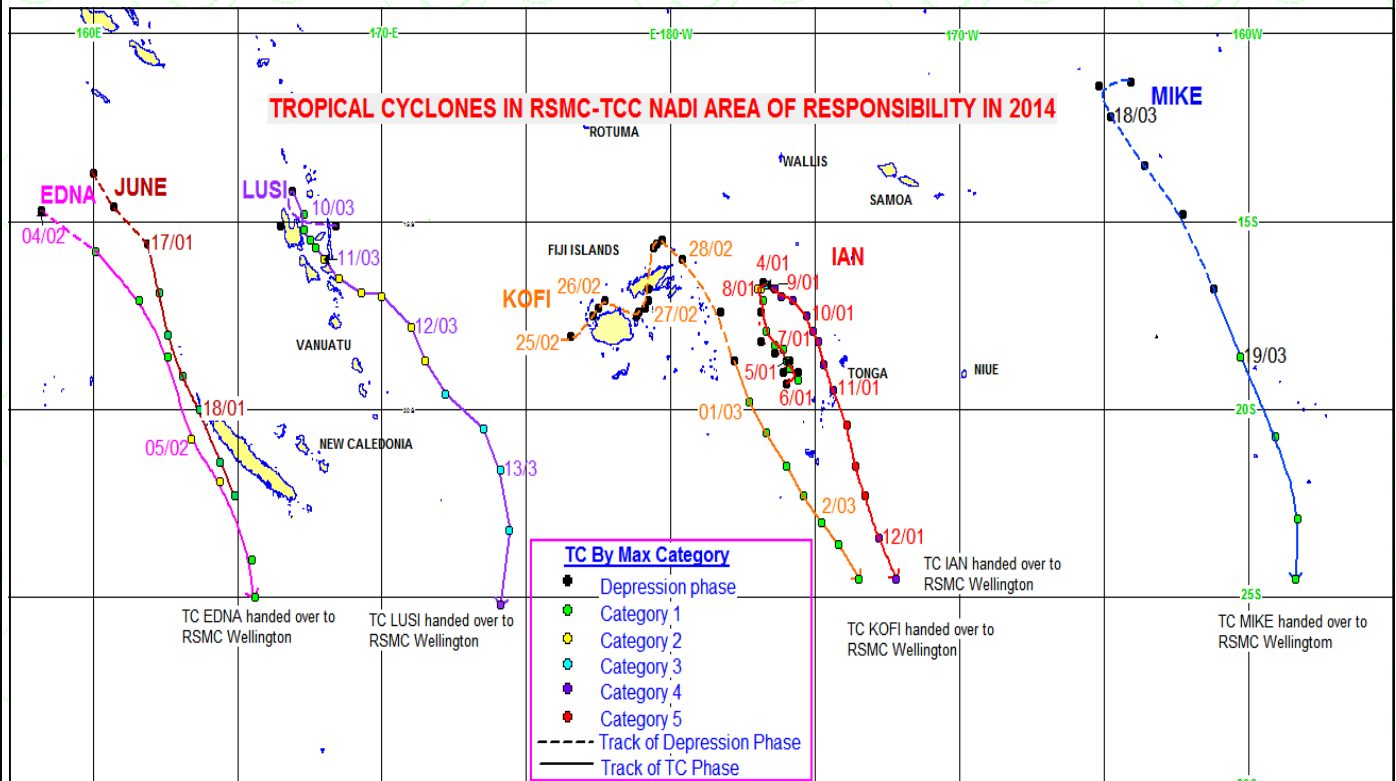 160E
170 E
E-180-W
170 W
160W
TROPICAL CYCLONES IN RSMC-TCC NADI AREA OF RESPONSIBILITY IN 2014
MIKE
18/03
ROTUMA
WALLIS
SAMOA
EDNA
JUNE
LUSI
10/03
04/02
17/01
15S
11/03
FIJI ISLANDS
28/02
IAN
4/01
8/01
9/01
KOFI
26/02
27/02
25/02
10/01
12/03
VANUATU
7/01
19/03
5/01
TONGA
NIUE
6/01
11/01
18/01
01/03
20S
05/02
NEW CALEDONIA
13/3
2/03
12/01
TC By Max Category
Depression phase
Category 1
Category 2
Category 3
Category 4
Category 5
Track of Depression Phase
Track of TC Phase
TC IAN handed over to
RSMC Wellington
25S
TC EDNA handed over to
RSMC Wellington
TC LUSI handed over to
RSMC Wellington
TC KOFI handed over to
RSMC Wellington
TC MIKE handed over to
RSMC Wellingtom